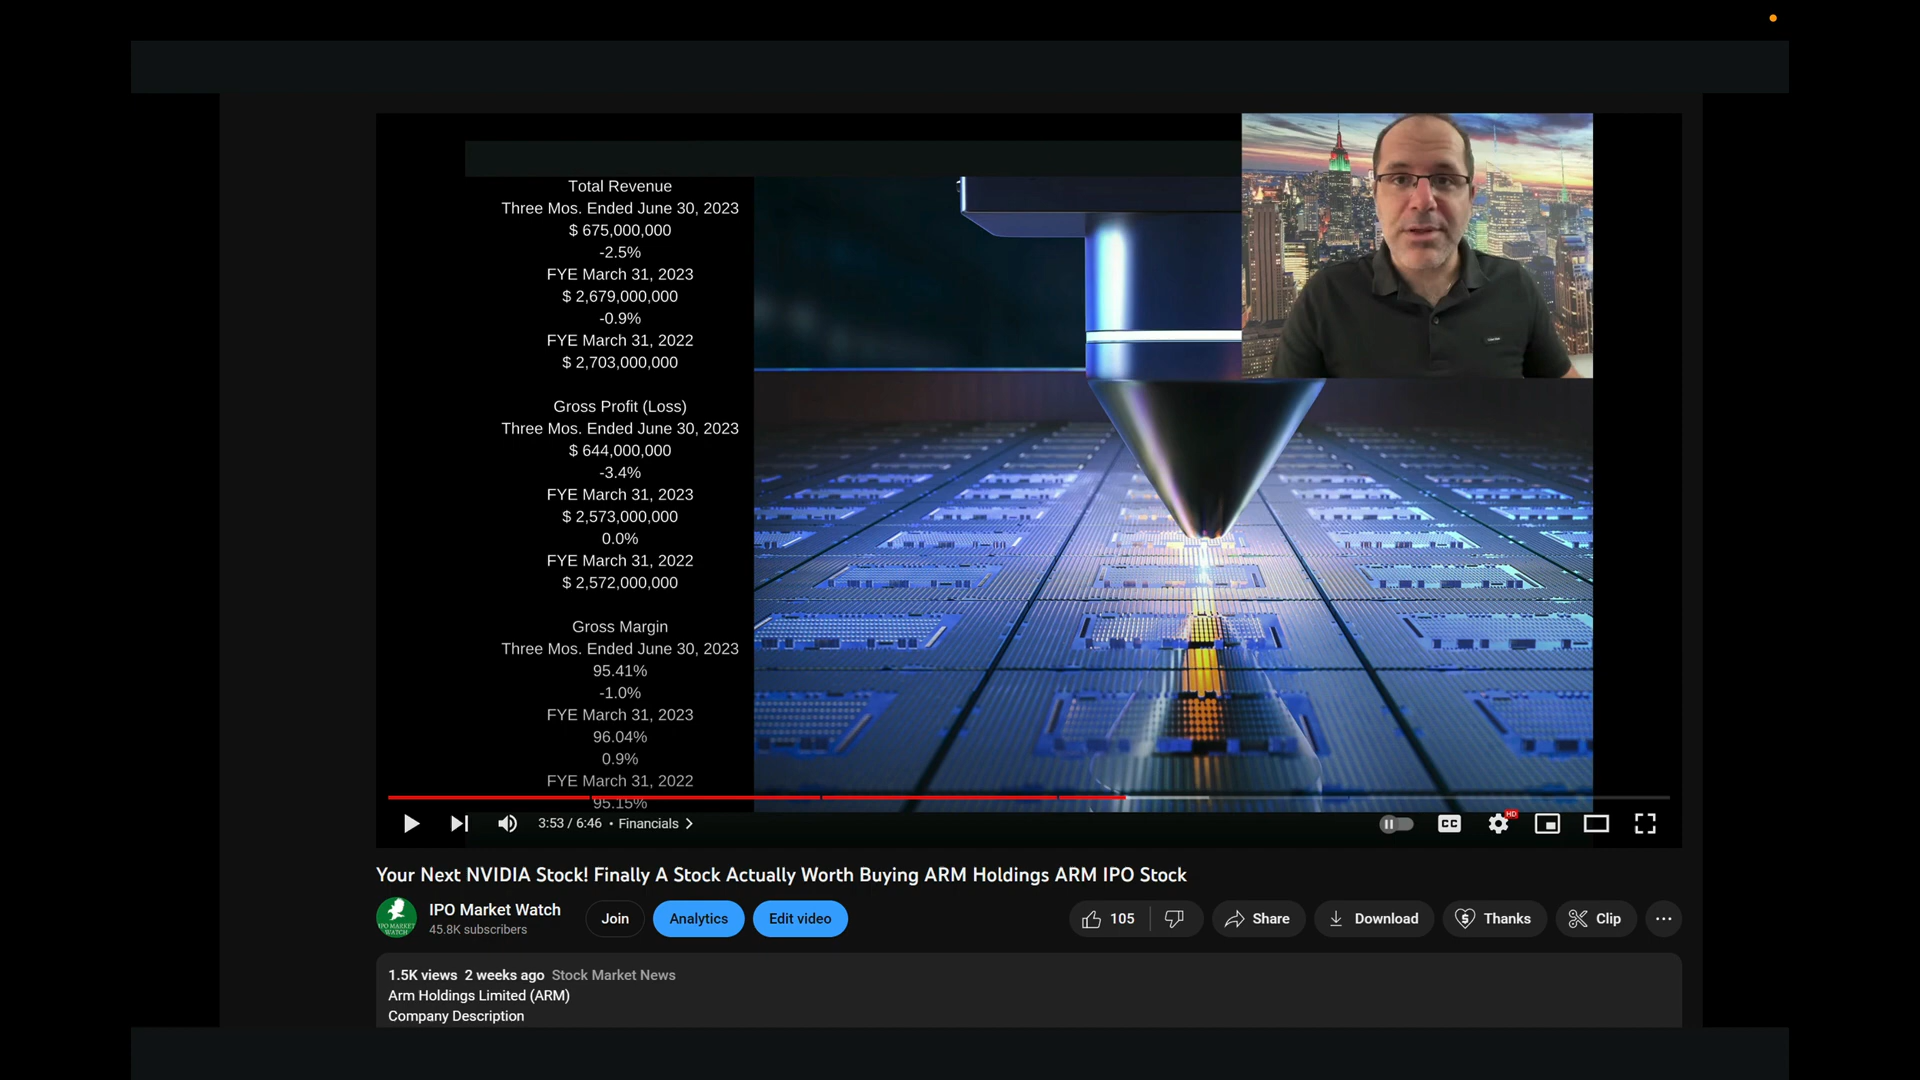 Total Revenue
Three Mos. Ended June 30, 2023
$ 675,000,000
-2.5%
FYE March 31, 2023
$ 2,679,000,000
-0.9%
FYE March 31, 2022
$ 2,703,000,000
Gross Profit (Loss)
Three Mos. Ended June 30, 2023
$ 644,000,000
-3.4%
FYE March 31, 2023
$ 2,573,000,000
0.0%
FYE March 31, 2022
$ 2,572,000,000
Gross Margin
Three Mos. Ended June 30, 2023
95.41%
-1.0%
FYE March 31, 2023
96.04%
0.9%
FYE March 31, 2022
95.15%
3:53 / 6:46 • Financials
CC
HD
Your Next NVIDIA Stock! Finally A Stock Actually Worth Buying ARM Holdings ARM IPO Stock
IPO MARKET
WATCH
IPO Market Watch
45.8K subscribers
Join
Analytics
Edit video
105
Share
Download
Thanks
Clip
1.5K views 2 weeks ago Stock Market News
Arm Holdings Limited (ARM)
Company Description